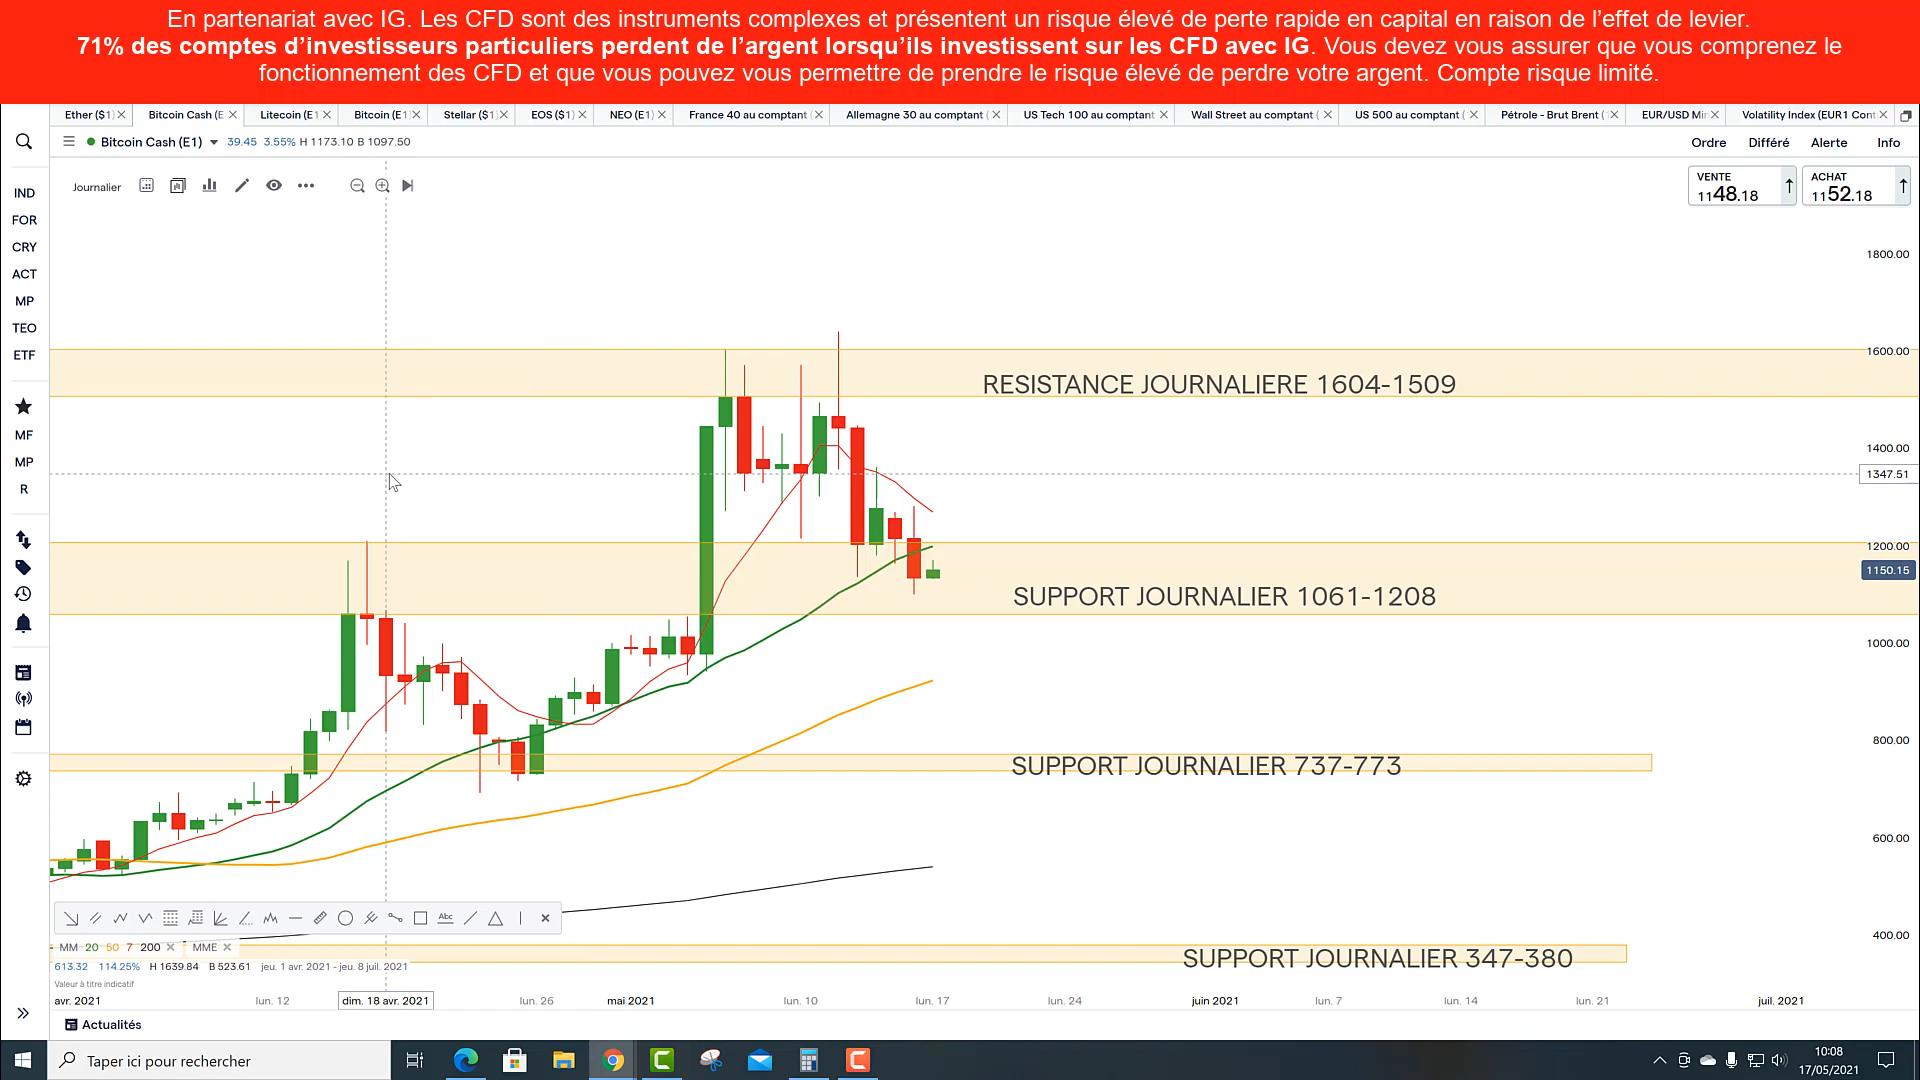 En partenariat avec IG. Les CFD sont des instruments complexes et présentent un risque élevé de perte rapide en capital en raison de l'effet de levier.
71% des comptes d'investisseurs particuliers perdent de l'argent lorsqu'ils investissent sur les CFD avec IG. Vous devez vous assurer que vous comprenez le
fonctionnement des CFD et que vous pouvez vous permettre de prendre le risque élevé de perdre votre argent. Compte risque limité.
Ether ($1) Bitcoin Cash (E Litecoin (E1 Bitcoin (E1) Stellar ($1) EOS ($1) NEO (E1) France 40 au comptant ( Allemagne 30 au comptant ( US Tech 100 au comptant Wall Street au comptant ( US 500 au comptant ( Pétrole - Brut Brent ( EUR/USD Mi Volatility Index (EUR1 Cont
Bitcoin Cash (E1) 39.45 3.55% H 1173.10 B 1097.50
Ordre Différé Alerte Info
Journalier
VENTE
1148.18
ACHAT
1152.18
IND
FOR
CRY
ACT
MP
TEO
ETF
MF
MP
R
1800.00
1600.00
RESISTANCE JOURNALIERE 1604-1509
1400.00
1347.51
1200.00
1150.15
SUPPORT JOURNALIER 1061-1208
1000.00
800.00
SUPPORT JOURNALIER 737-773
600.00
Abc
400.00
MM 20 50 7 200 MME
SUPPORT JOURNALIER 347-380
613.32 114.25% H 1639.84 B 523.61 jeu. 1 avr. 2021 - jeu. 8 juil. 2021
Valeur à titre indicatif
avr. 2021 lun. 12 dim. 18 avr. 2021 lun. 26 mai 2021 lun. 10 lun. 17 lun. 24 juin 2021 lun. 7 lun. 14 lun. 21 juil. 2021
Actualités
Taper ici pour rechercher
10:08
17/05/2021